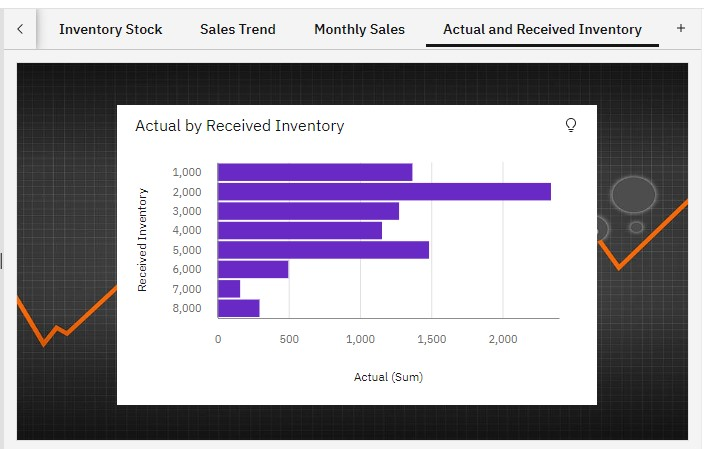 Inventory Stock Sales Trend Monthly Sales Actual and Received Inventory +
Actual by Received Inventory
Received Inventory
1,000
2,000
3,000
4,000
5,000
6,000
7,000
8,000
0 500 1,000 1,500 2,000
Actual (Sum)